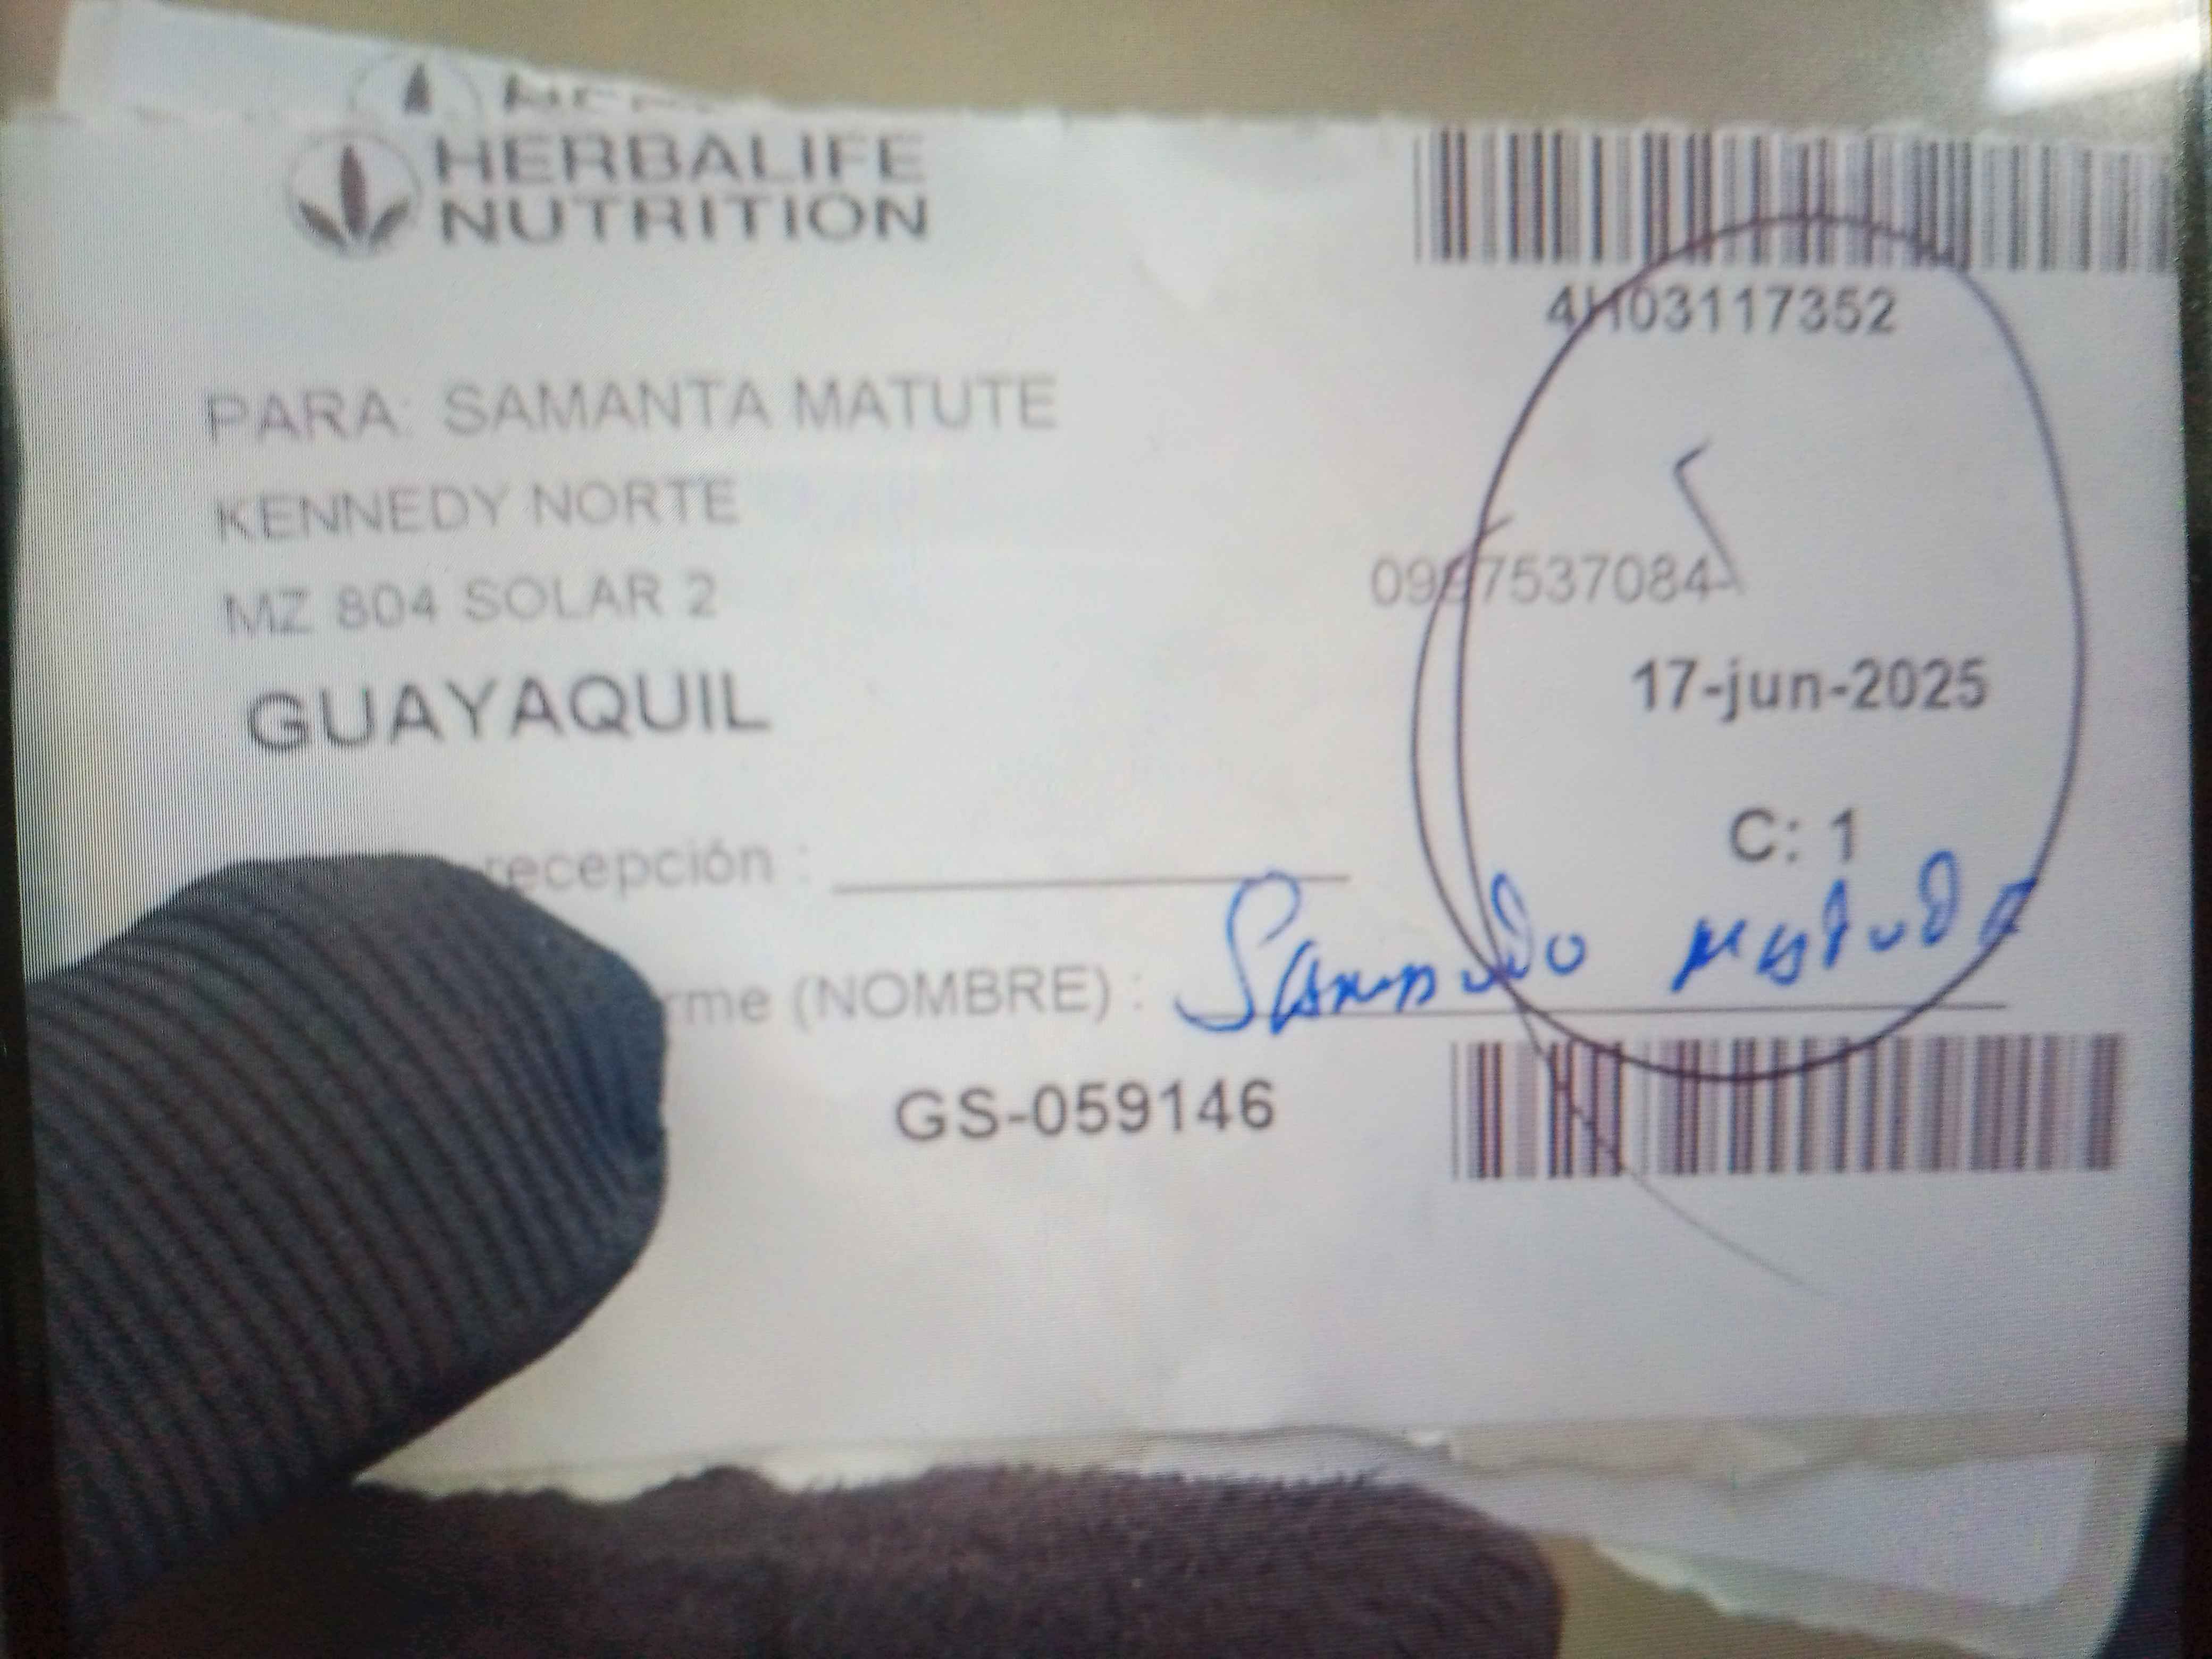 HERBALIFE
NUTRITION
4H03117352
PARA: SAMANTA MATUTE
KENNEDY NORTE
MZ 804 SOLAR 2
0997537084
GUAYAQUIL
17-jun-2025
C: 1
recepción :
(NOMBRE) :
GS-059146